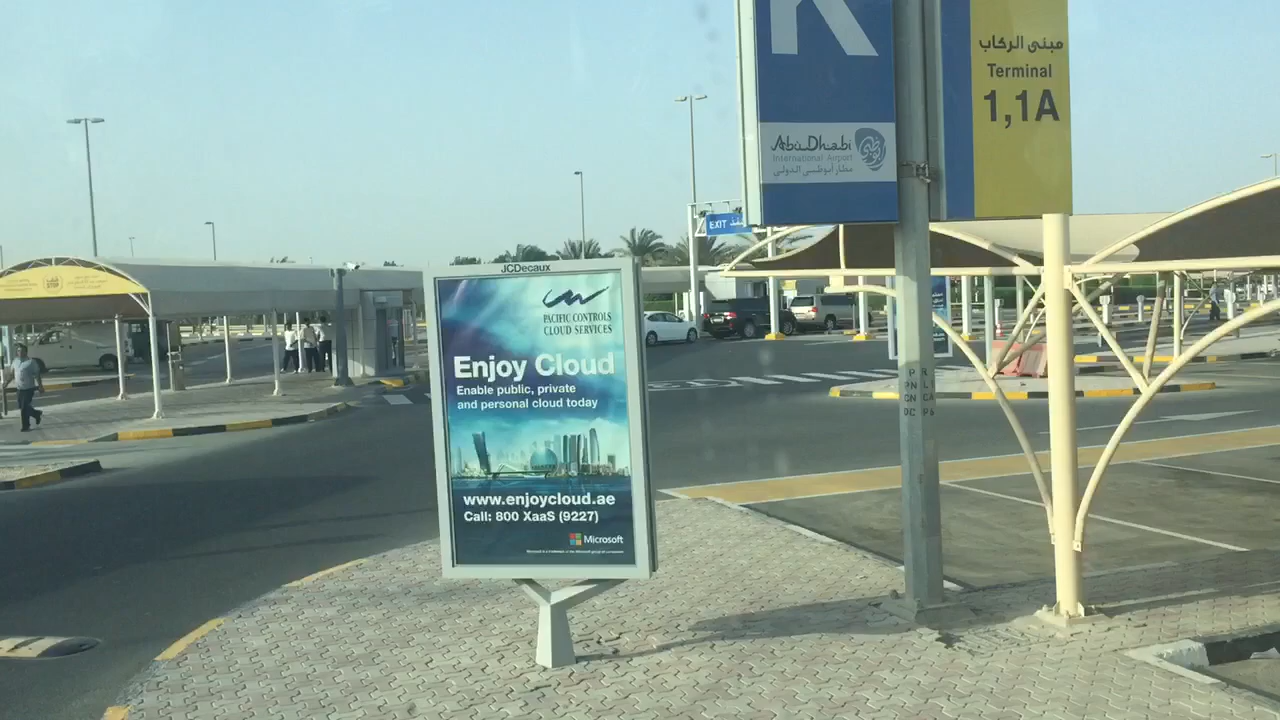 K
AbuDhabi
International Airport
مطار أبوظبي الدولي
مبنى الركاب
Terminal
1,1A
EXIT
JCDecaux
PACIFIC CONTROLS
CLOUD SERVICES
Enjoy Cloud
Enable public, private
and personal cloud today
www.enjoycloud.ae
Call: 800 XaaS (9227)
Microsoft
STOP